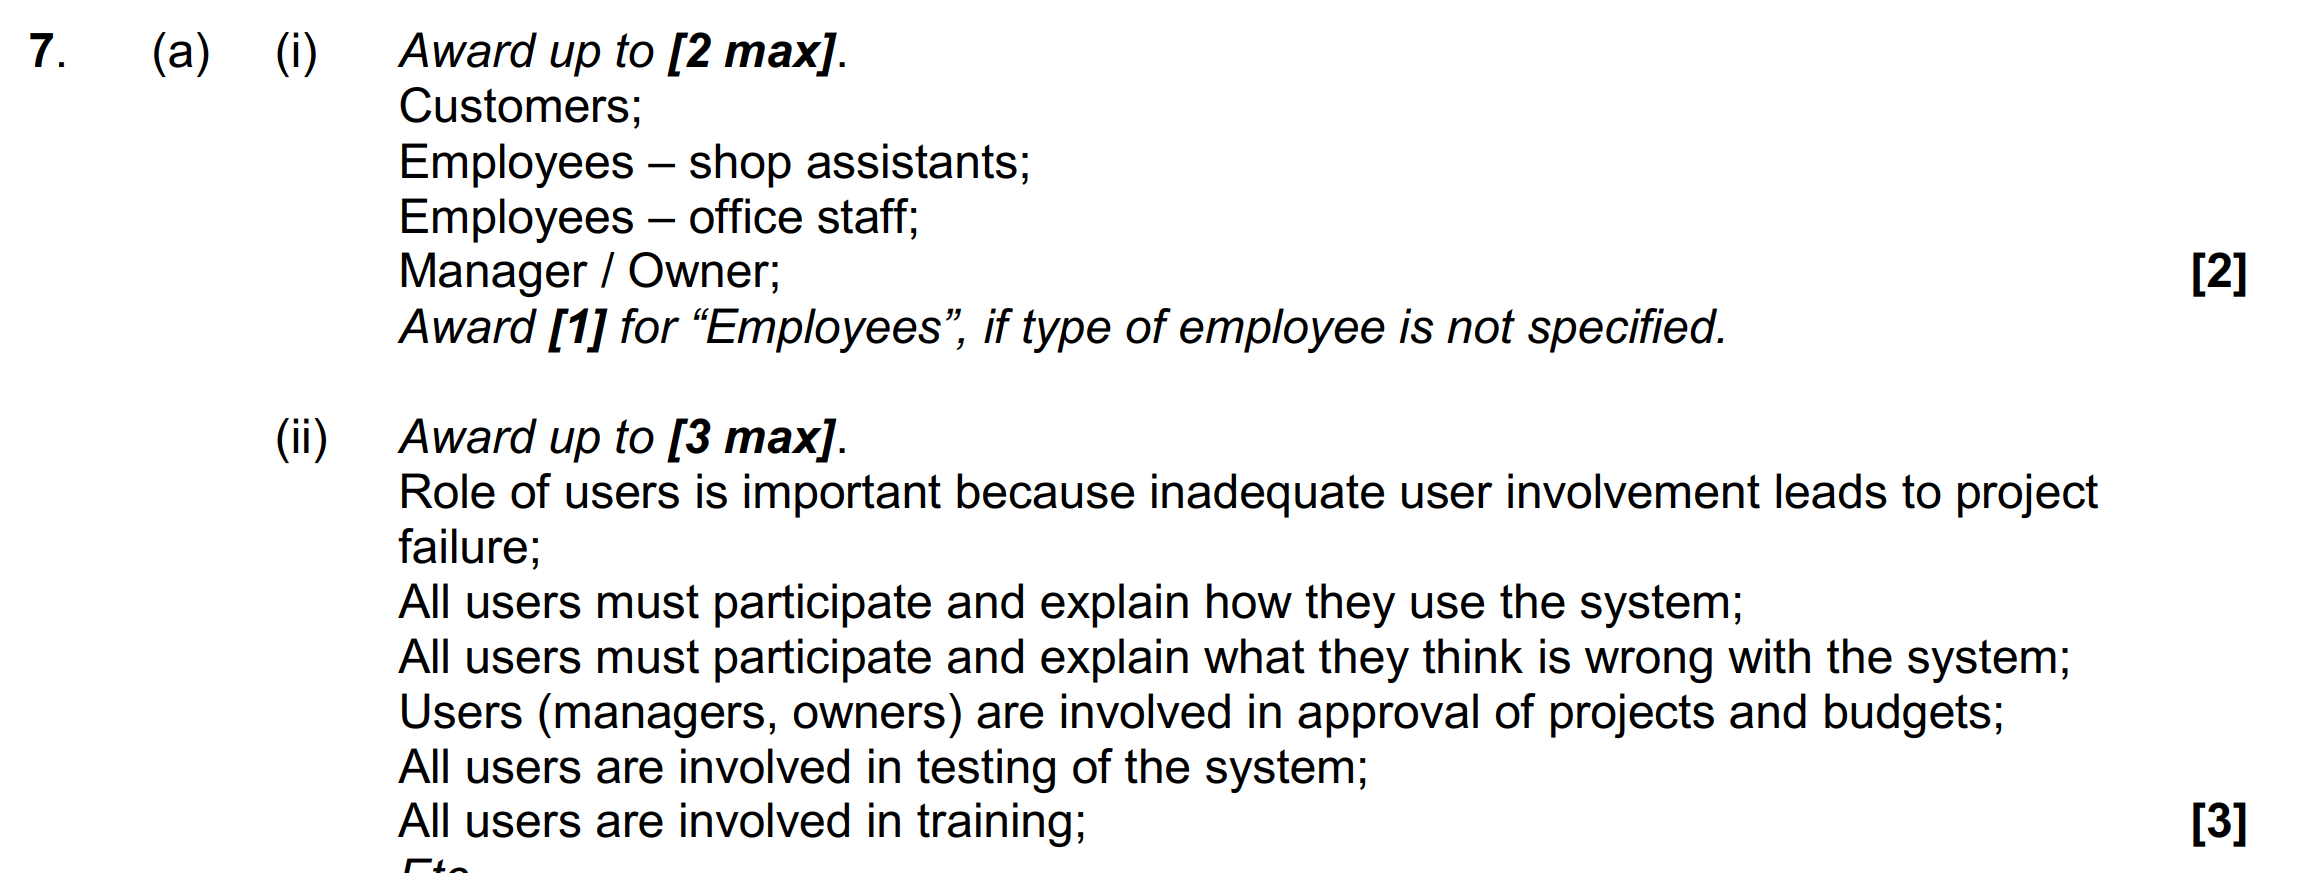 7. (a) (i) Award up to [2 max].
Customers;
Employees – shop assistants;
Employees – office staff;
Manager / Owner; [2]
Award [1] for “Employees”, if type of employee is not specified.
(ii) Award up to [3 max].
Role of users is important because inadequate user involvement leads to project
failure;
All users must participate and explain how they use the system;
All users must participate and explain what they think is wrong with the system;
Users (managers, owners) are involved in approval of projects and budgets;
All users are involved in testing of the system;
All users are involved in training; [3]